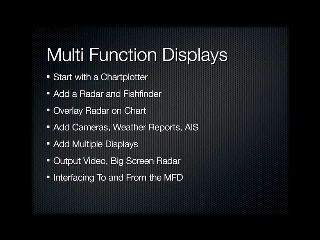 Multi Function Displays
• Start with a Chartplotter
• Add a Radar and Fishfinder
• Overlay Radar on Chart
• Add Cameras, Weather Reports, AIS
• Add Multiple Displays
• Output Video, Big Screen Radar
• Interfacing To and From the MFD